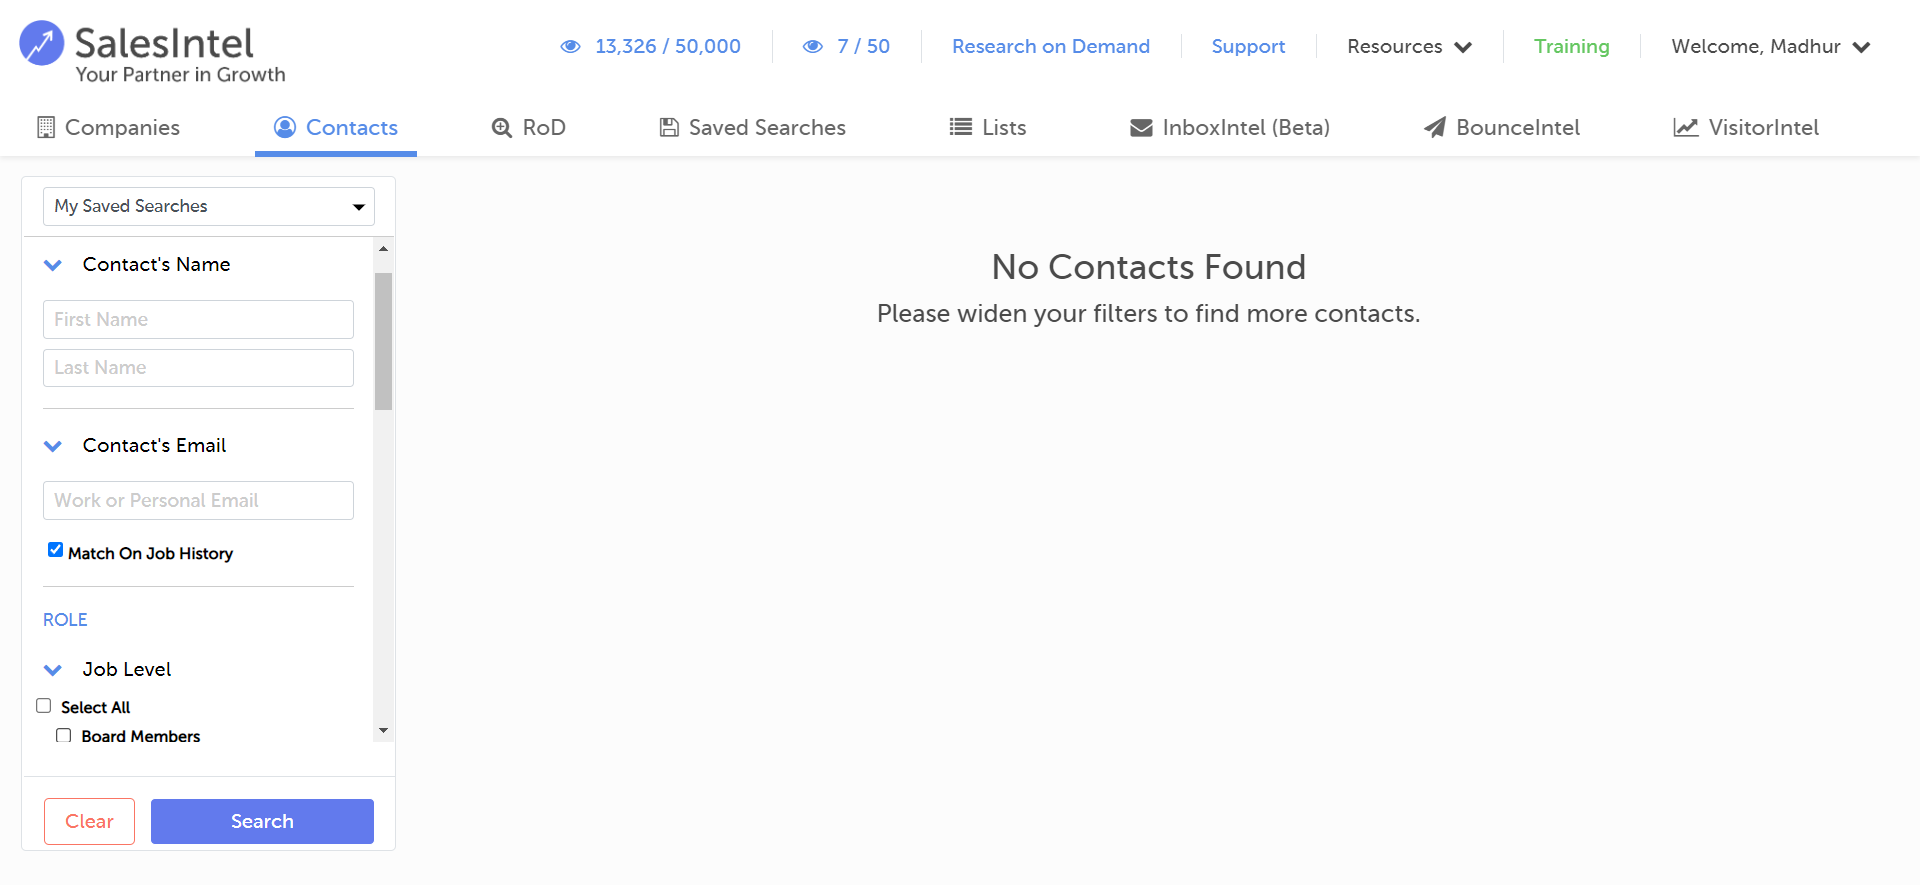 SalesIntel
Your Partner in Growth
13,326 / 50,000
7 / 50
Research on Demand
Support
Resources
Training
Welcome, Madhur
Companies
Contacts
RoD
Saved Searches
Lists
InboxIntel (Beta)
BounceIntel
VisitorIntel
My Saved Searches
Contact's Name
First Name
Last Name
Contact's Email
Work or Personal Email
Match On Job History
ROLE
Job Level
Select All
Board Members
Clear
Search
No Contacts Found
Please widen your filters to find more contacts.